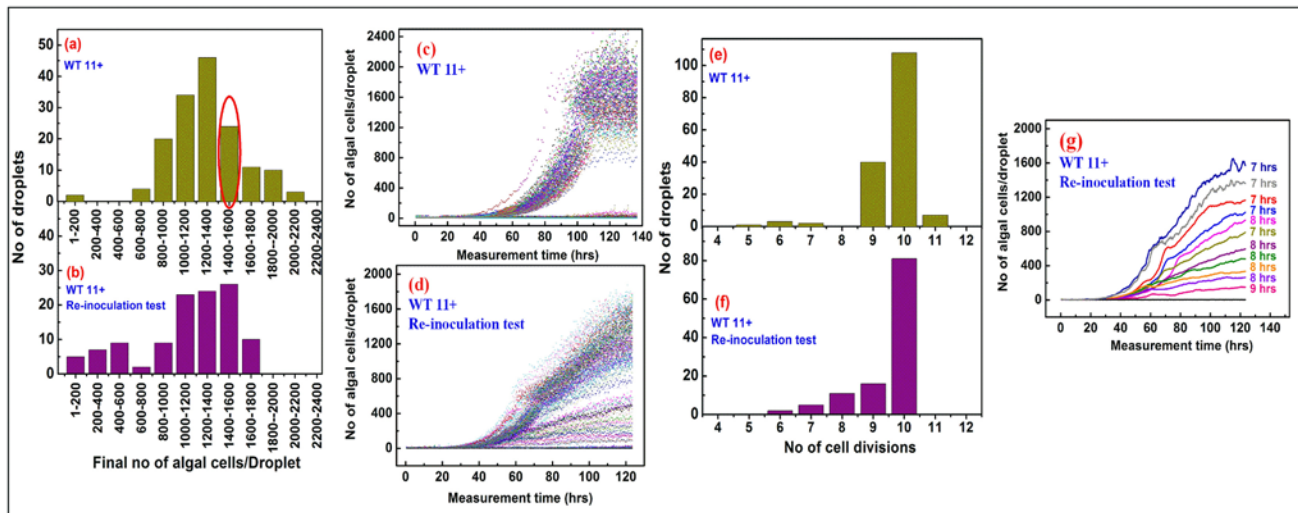 (a)
WT 11+
50
40
30
20
10
0
No of droplets
1-200
200-400
400-600
600-800
800-1000
1000-1200
1200-1400
1400-1600
1600-1800
1800--2000
2000-2200
2200-2400
(b)
WT 11+
Re-inoculation test
40
30
20
10
0
1-200
200-400
400-600
600-800
800-1000
1000-1200
1200-1400
1400-1600
1600-1800
1800--2000
2000-2200
2200-2400
Final no of algal cells/Droplet
(c)
WT 11+
2400
2000
1600
1200
800
400
0
No of algal cells/droplet
0 20 40 60 80 100 120 140
Measurement time (hrs)
(d)
WT 11+
Re-inoculation test
2000
1600
1200
800
400
0
No of algal cells/droplet
0 20 40 60 80 100 120
Measurement time (hrs)
(e)
WT 11+
100
80
60
40
20
0
No of droplets
4 5 6 7 8 9 10 11 12
(f)
WT 11+
Re-inoculation test
80
60
40
20
0
4 5 6 7 8 9 10 11 12
No of cell divisions
(g)
WT 11+
Re-inoculation test
2000
1600
1200
800
400
0
No of algal cells/droplet
7 hrs
7 hrs
7 hrs
7 hrs
8 hrs
7 hrs
8 hrs
8 hrs
8 hrs
8 hrs
9 hrs
0 20 40 60 80 100 120 140
Measurement time (hrs)